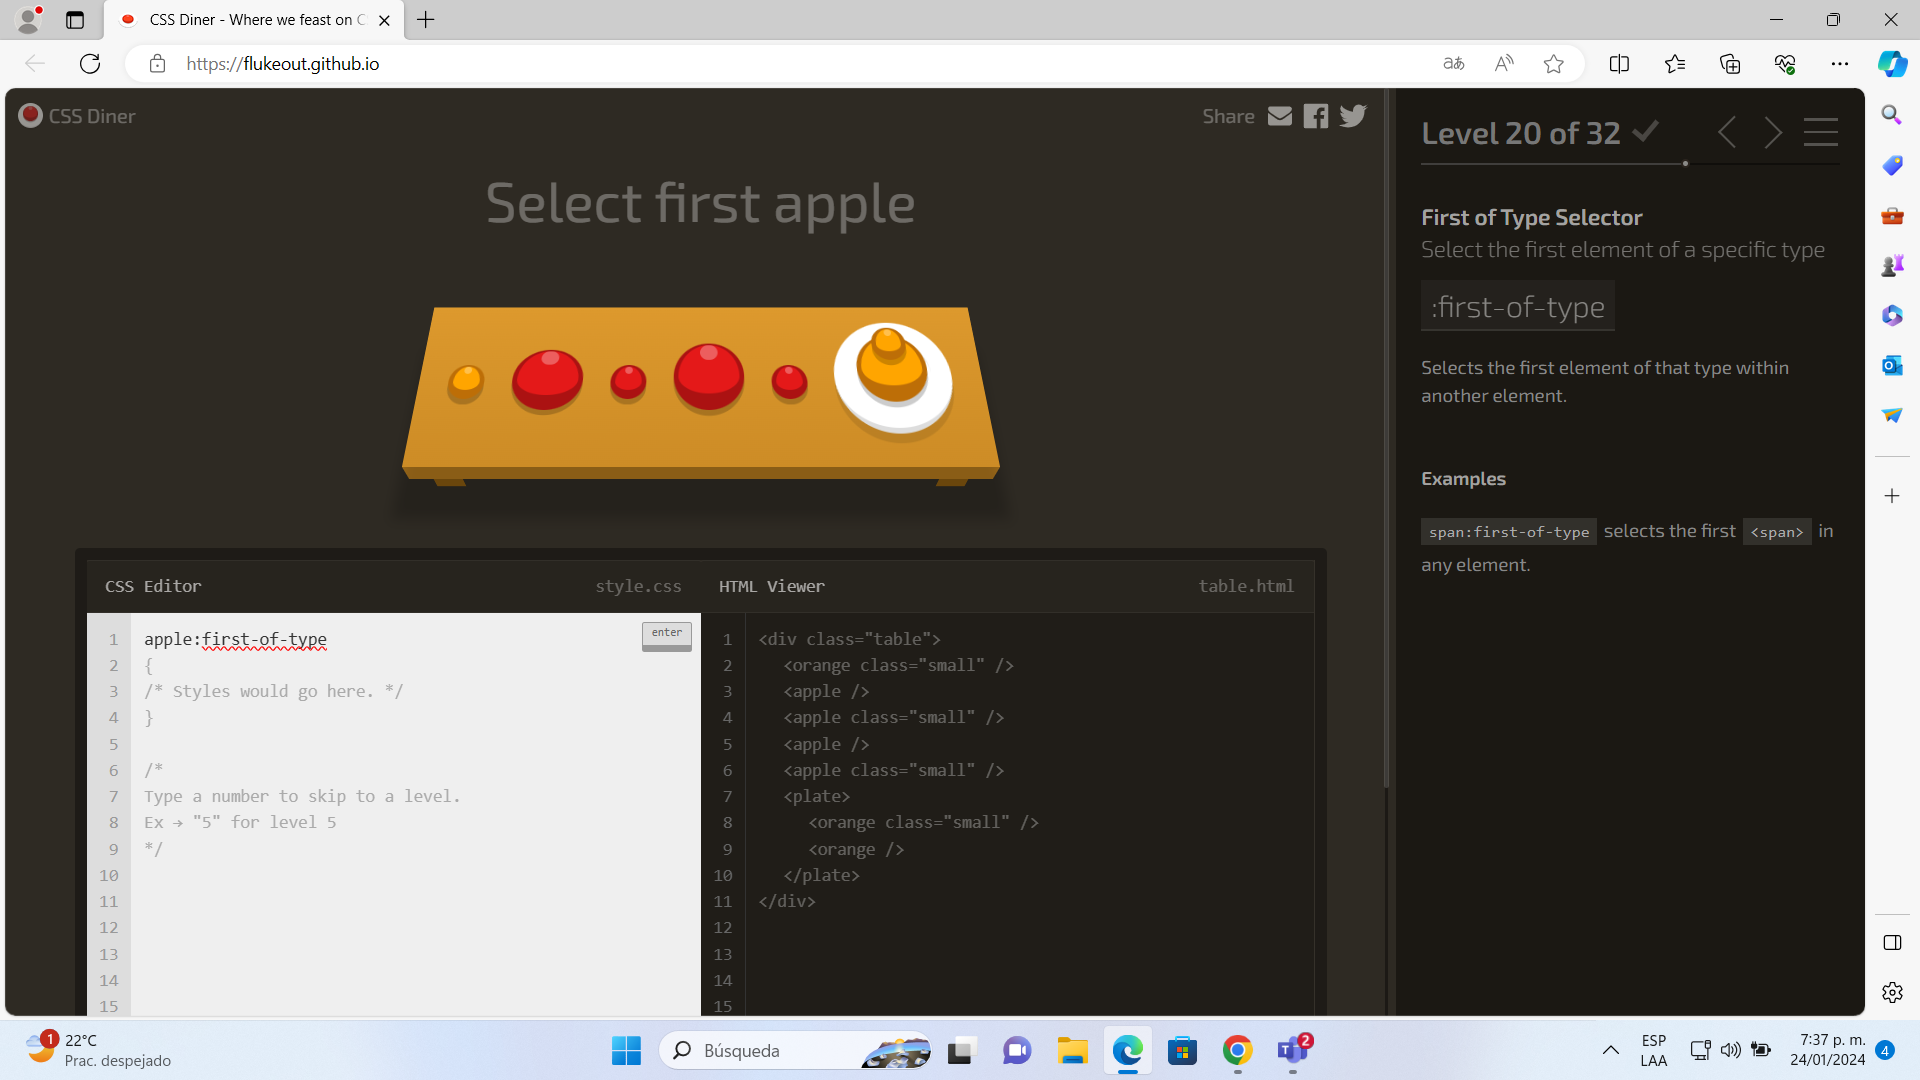 CSS Diner - Where we feast on C
https://flukeout.github.io
CSS Diner
Share
Select first apple
Level 20 of 32
First of Type Selector
Select the first element of a specific type
:first-of-type
Selects the first element of that type within
another element.
Examples
span:first-of-type selects the first <span> in
any element.
CSS Editor
style.css
enter
1 apple:first-of-type
2 {
3 /* Styles would go here. */
4 }
5
6 /*
7 Type a number to skip to a level.
8 Ex → "5" for level 5
9 */
10
11
12
13
14
15
HTML Viewer
table.html
1 <div class="table">
2 <orange class="small" />
3 <apple />
4 <apple class="small" />
5 <apple />
6 <apple class="small" />
7 <plate>
8 <orange class="small" />
9 <orange />
10 </plate>
11 </div>
12
13
14
15
1
22°C
Prac. despejado
Búsqueda
2
ESP
LAA
7:37 p. m.
24/01/2024
4